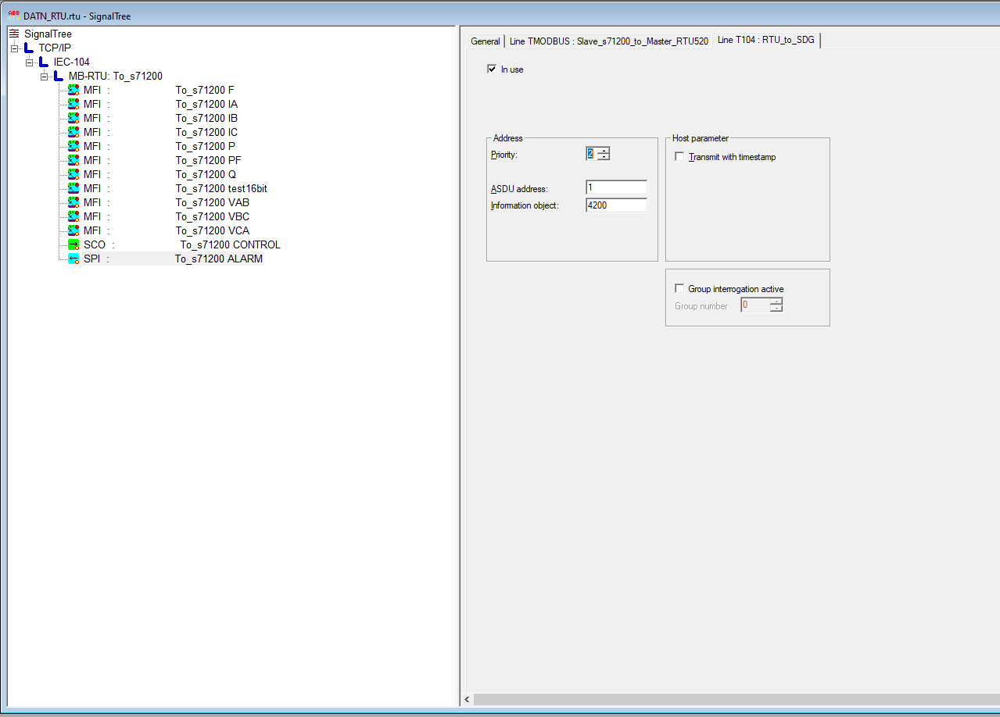 ABB
RTU
DATN_RTU.rtu - SignalTree
SignalTree
TCP/IP
IEC-104
MB-RTU: To_s71200
MFI : To_s71200 F
MFI : To_s71200 IA
MFI : To_s71200 IB
MFI : To_s71200 IC
MFI : To_s71200 P
MFI : To_s71200 PF
MFI : To_s71200 Q
MFI : To_s71200 test16bit
MFI : To_s71200 VAB
MFI : To_s71200 VBC
MFI : To_s71200 VCA
SCO : To_s71200 CONTROL
SPI : To_s71200 ALARM
General
Line TMODBUS : Slave_s71200_to_Master_RTU520
Line T104 : RTU_to_SDG
In use
Address
Priority: 2
ASDU address: 1
Information object: 4200
Host parameter
Transmit with timestamp
Group interrogation active
Group number 0